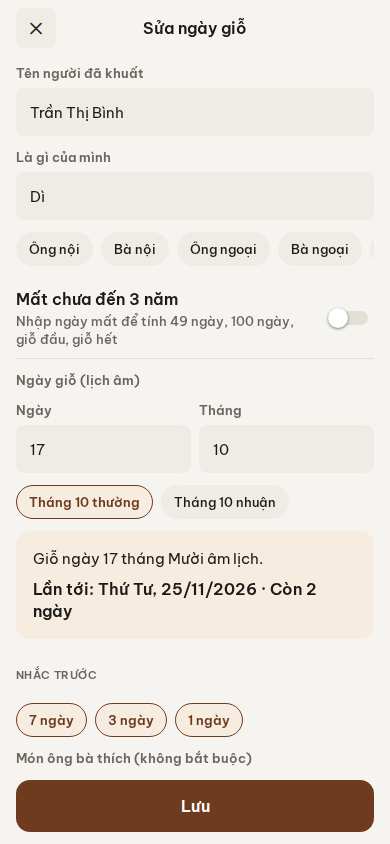 Sửa ngày giỗ
Tên người đã khuất
Trần Thị Bình
Là gì của mình
Dì
Ông nội
Bà nội
Ông ngoại
Bà ngoại
Mất chưa đến 3 năm
Nhập ngày mất để tính 49 ngày, 100 ngày,
giỗ đầu, giỗ hết
Ngày giỗ (lịch âm)
Ngày
Tháng
17
10
Tháng 10 thường
Tháng 10 nhuận
Giỗ ngày 17 tháng Mười âm lịch.
Lần tới: Thứ Tư, 25/11/2026 · Còn 2
ngày
NHẮC TRƯỚC
7 ngày
3 ngày
1 ngày
Món ông bà thích (không bắt buộc)
Lưu